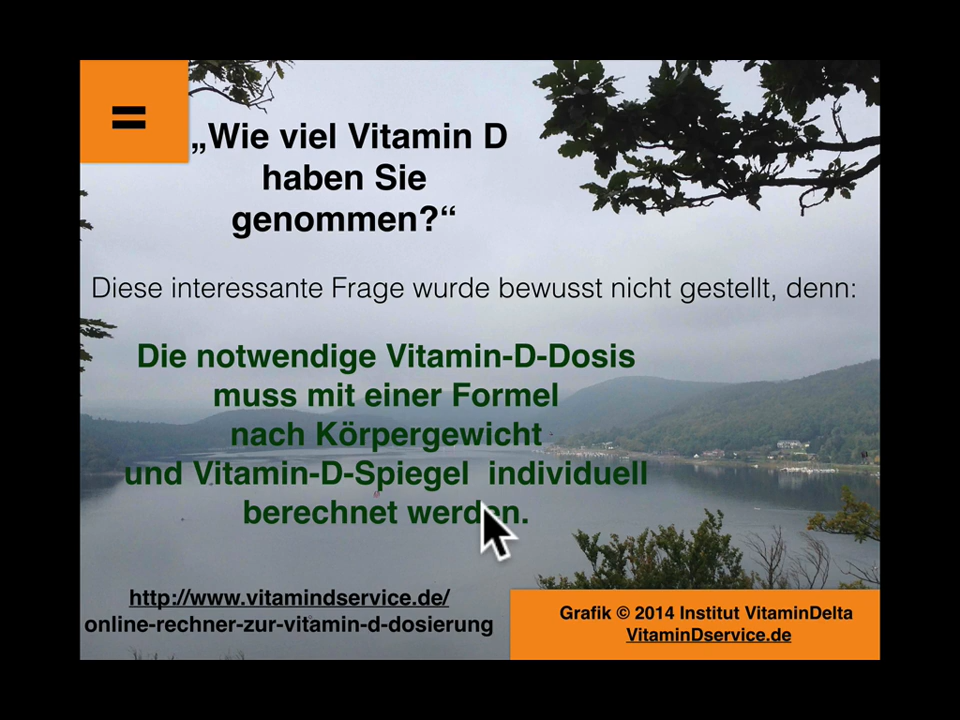 =
„Wie viel Vitamin D
haben Sie
genommen?“
Diese interessante Frage wurde bewusst nicht gestellt, denn:
Die notwendige Vitamin-D-Dosis
muss mit einer Formel
nach Körpergewicht
und Vitamin-D-Spiegel individuell
berechnet werden.
http://www.vitamindservice.de/
online-rechner-zur-vitamin-d-dosierung
Grafik © 2014 Institut VitaminDelta
VitaminDservice.de